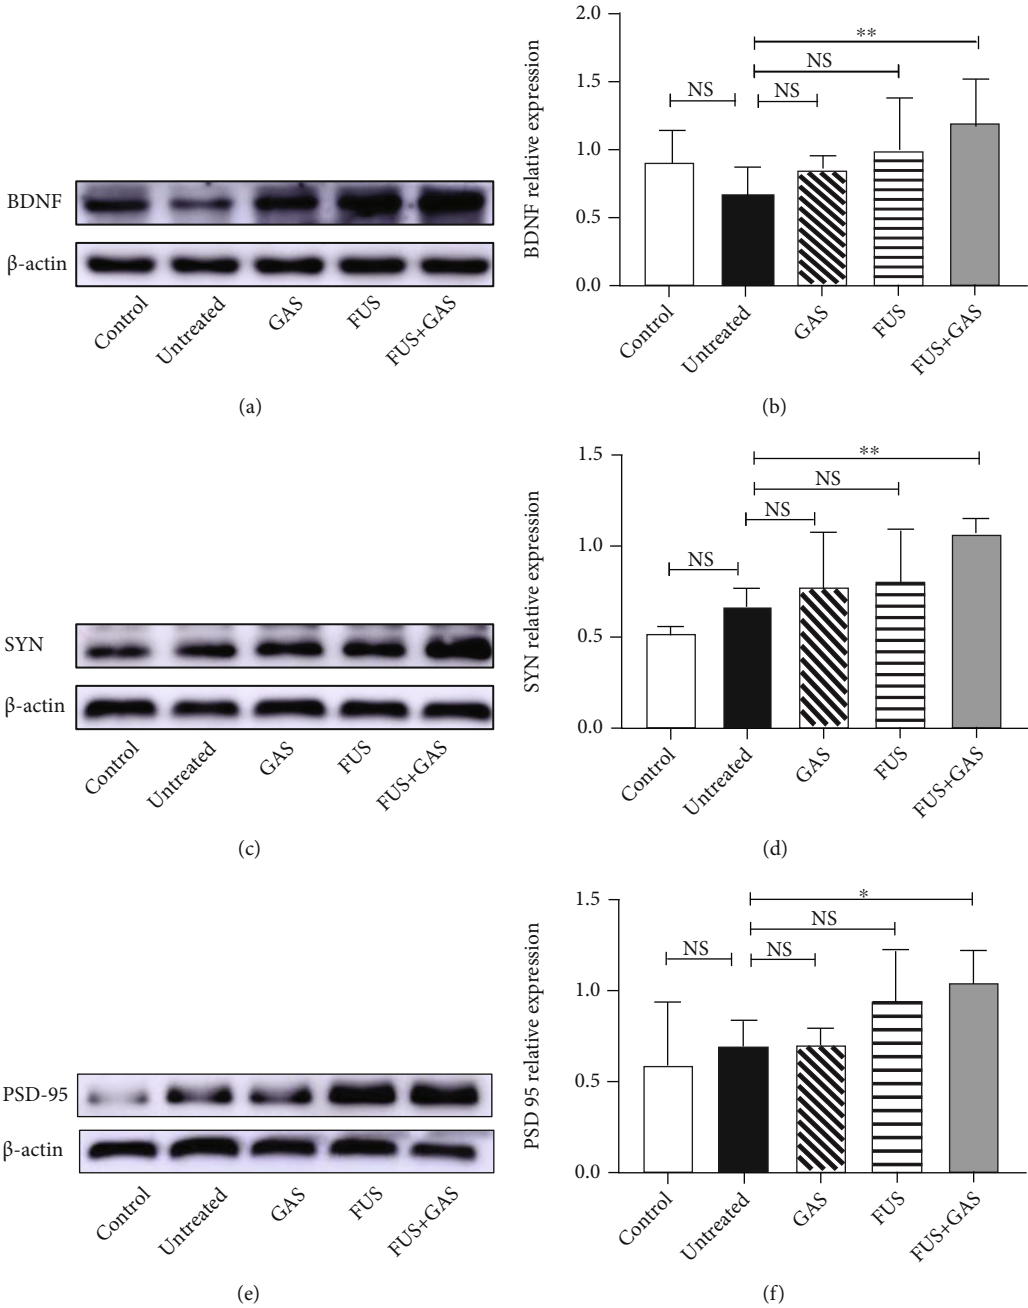 BDNF
β-actin
Control
Untreated
GAS
FUS
FUS+GAS
(a)
BDNF relative expression
2.0
1.5
1.0
0.5
0.0
NS
NS
NS
**
Control
Untreated
GAS
FUS
FUS+GAS
(b)
SYN
β-actin
Control
Untreated
GAS
FUS
FUS+GAS
(c)
SYN relative expression
1.5
1.0
0.5
0.0
NS
NS
NS
**
Control
Untreated
GAS
FUS
FUS+GAS
(d)
PSD-95
β-actin
Control
Untreated
GAS
FUS
FUS+GAS
(e)
PSD 95 relative expression
1.5
1.0
0.5
0.0
NS
NS
NS
*
Control
Untreated
GAS
FUS
FUS+GAS
(f)